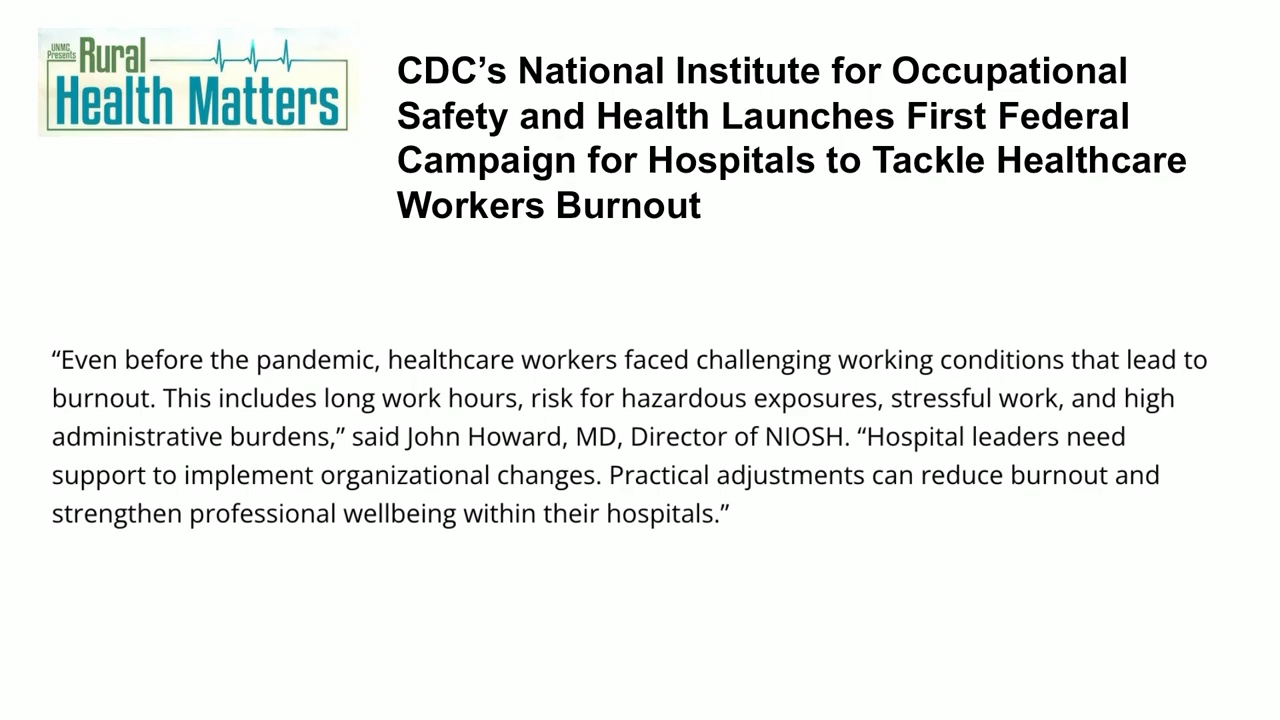 UNMC
Presents
Rural
Health Matters
CDC’s National Institute for Occupational
Safety and Health Launches First Federal
Campaign for Hospitals to Tackle Healthcare
Workers Burnout
“Even before the pandemic, healthcare workers faced challenging working conditions that lead to
burnout. This includes long work hours, risk for hazardous exposures, stressful work, and high
administrative burdens,” said John Howard, MD, Director of NIOSH. “Hospital leaders need
support to implement organizational changes. Practical adjustments can reduce burnout and
strengthen professional wellbeing within their hospitals.”